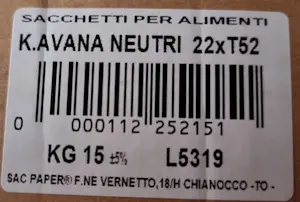 SACCHETTI PER ALIMENTI
K.AVANA NEUTRI 22xT52
0 000112 252151
KG 15 ±5% L5319
SAC PAPER® F.NE VERNETTO,18/H CHIANOCCO -TO-